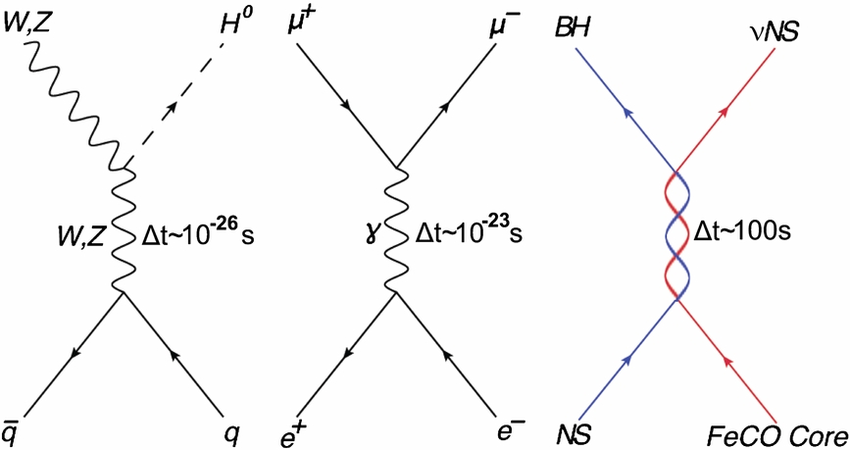 W,Z H⁰ μ⁺ μ⁻ BH νNS
W,Z Δt~10⁻²⁶s γ Δt~10⁻²³s Δt~100s
q̅ q e⁺ e⁻ NS FeCO Core